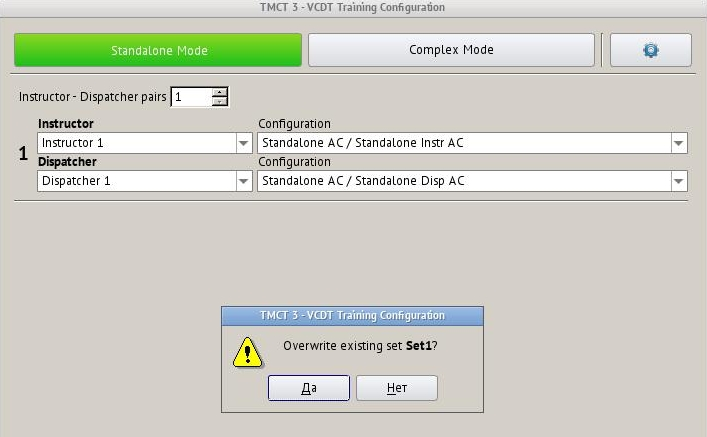 TMCT 3 - VCDT Training Configuration
Standalone Mode
Complex Mode
Instructor - Dispatcher pairs 1
Instructor Configuration
1
Instructor 1 Standalone AC / Standalone Instr AC
Dispatcher Configuration
Dispatcher 1 Standalone AC / Standalone Disp AC
TMCT 3 - VCDT Training Configuration
Overwrite existing set Set1?
Да Нет